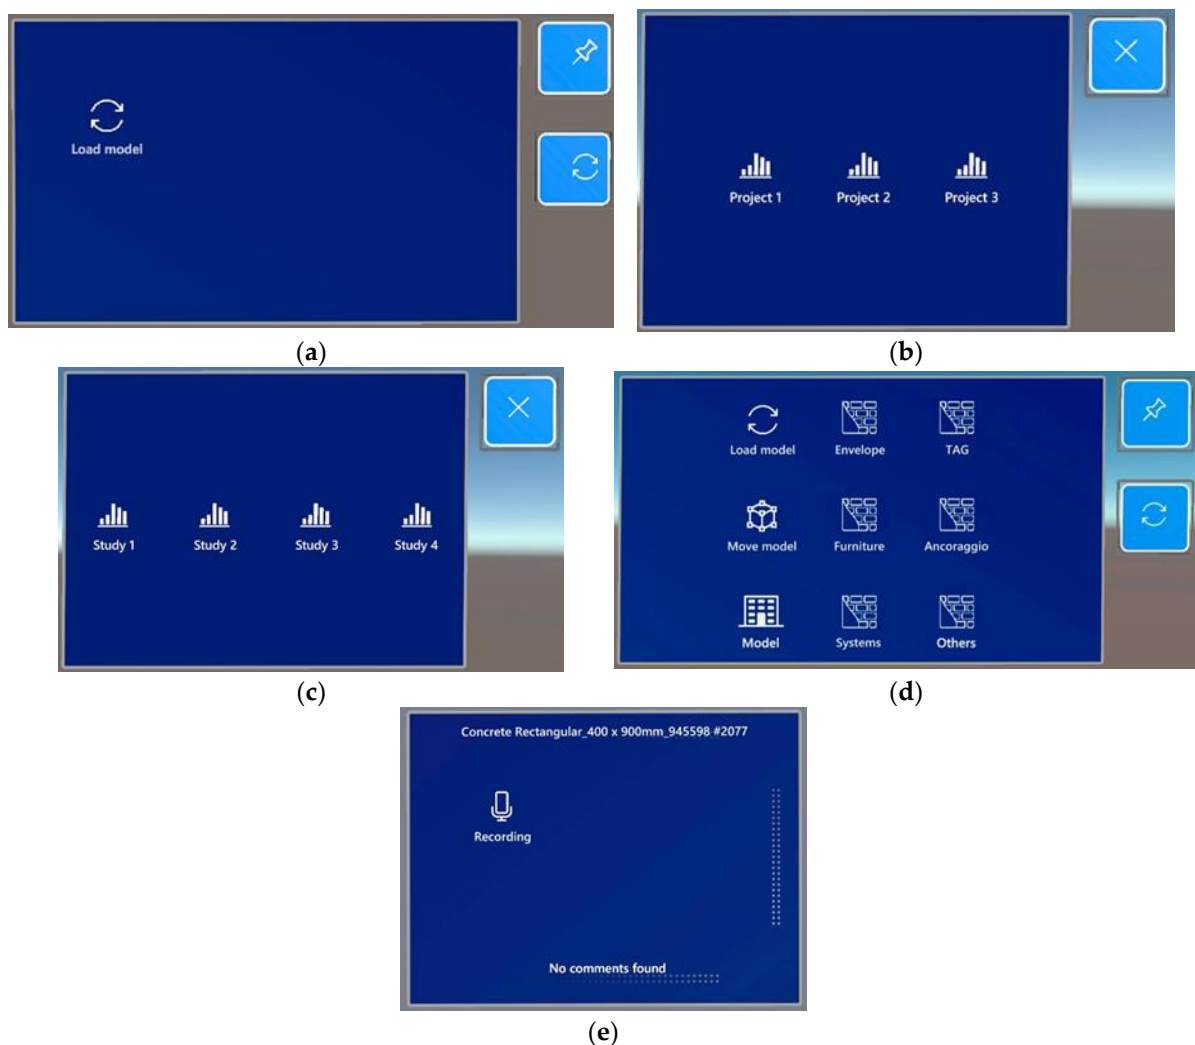 Load model
(a)
Project 1 Project 2 Project 3
(b)
Study 1 Study 2 Study 3 Study 4
(c)
Load model Envelope TAG
Move model Furniture Ancoraggio
Model Systems Others
(d)
Concrete Rectangular_400 x 900mm_945598 #2077
Recording
No comments found
(e)